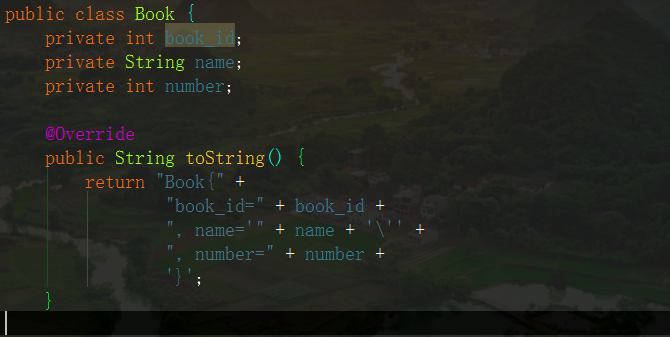 public class Book {
    private int book_id;
    private String name;
    private int number;
    @Override
    public String toString() {
        return "Book{" +
                "book_id=" + book_id +
                ", name='" + name + '\'' +
                ", number=" + number +
                '}';
    }